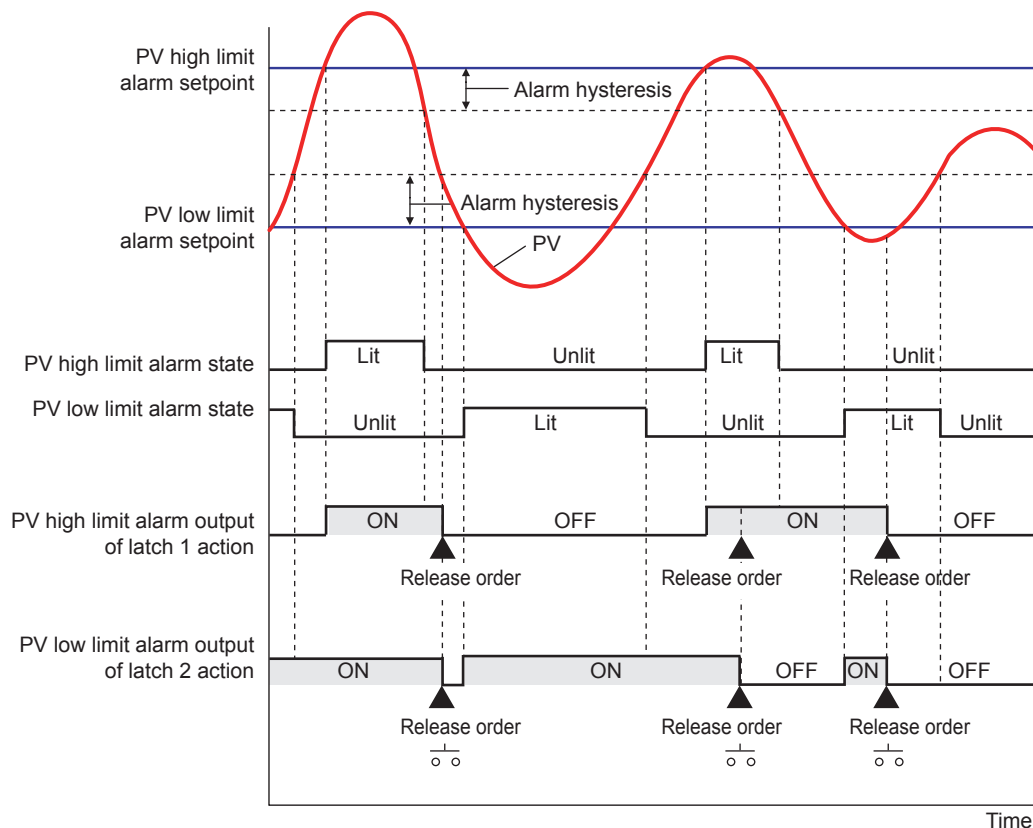 PV high limit
alarm setpoint
Alarm hysteresis
Alarm hysteresis
PV low limit
alarm setpoint
PV
PV high limit alarm state
Lit
Unlit
Lit
Unlit
PV low limit alarm state
Unlit
Lit
Unlit
Lit
Unlit
PV high limit alarm output
of latch 1 action
ON
OFF
ON
OFF
Release order
Release order
Release order
PV low limit alarm output
of latch 2 action
ON
ON
OFF
ON
OFF
Release order
Release order
Release order
Time